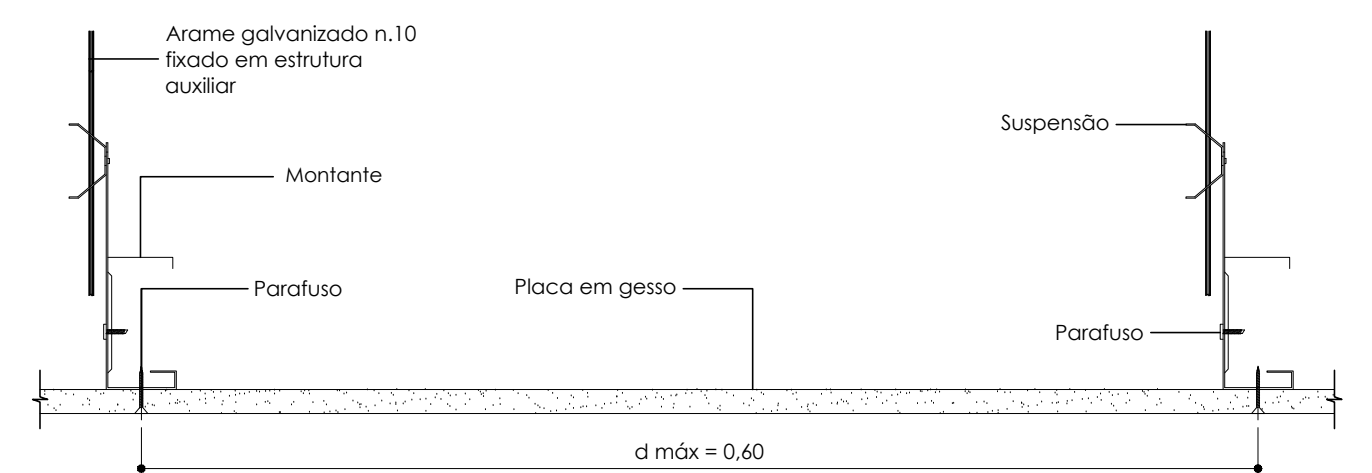 Arame galvanizado n.10
fixado em estrutura
auxiliar
Suspensão
Montante
Parafuso
Placa em gesso
Parafuso
d máx = 0,60